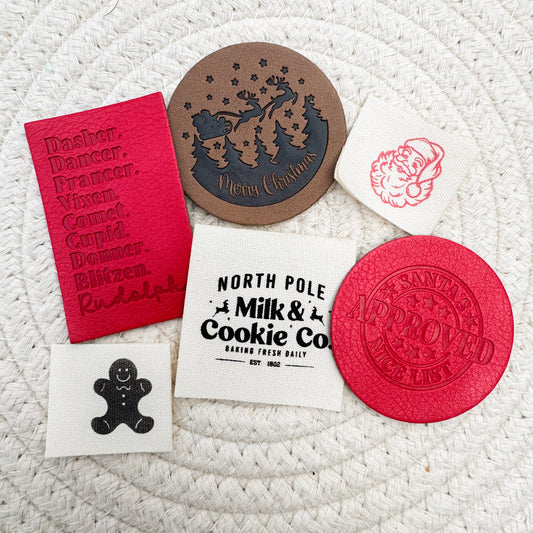 Dasher.
Dancer.
Prancer.
Vixen.
Comet.
Cupid.
Donner.
Blitzen.
Rudolph
Merry Christmas
NORTH POLE
Milk &
Cookie Co.
BAKING FRESH DAILY
EST. 1802
SANTA'S
APPROVED
NICE LIST